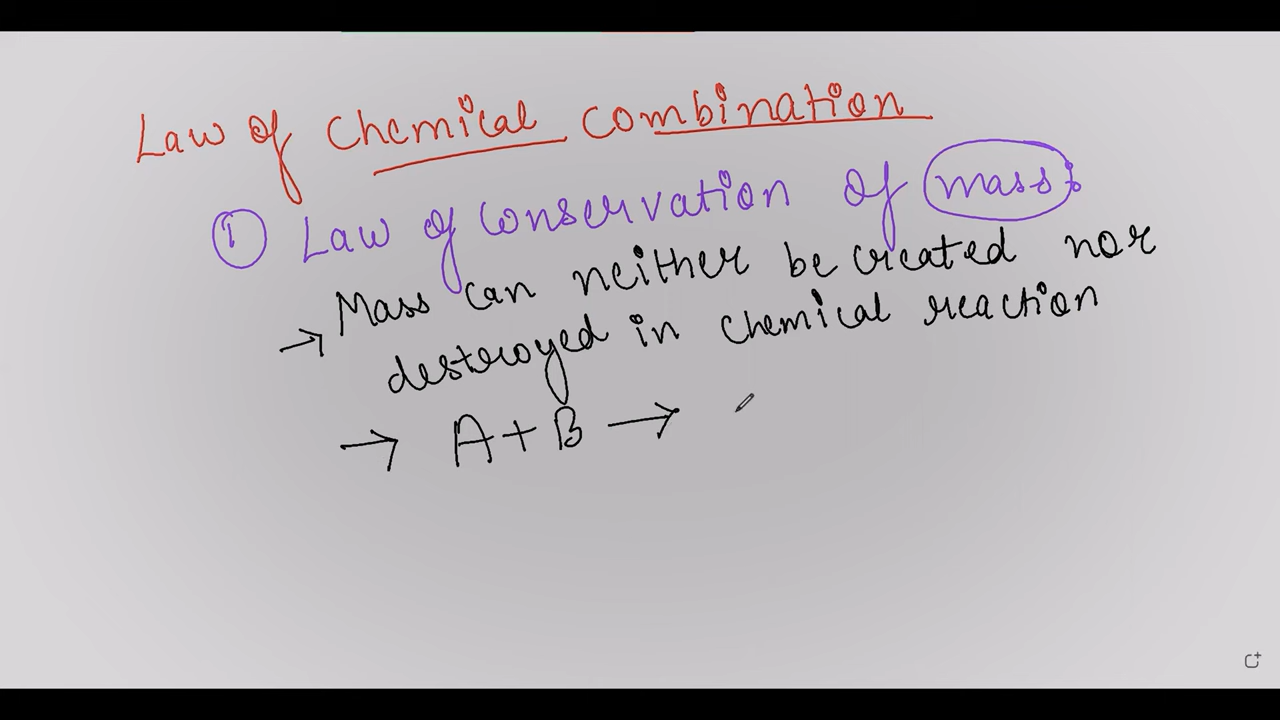 Law of Chemical Combination
① Law of Conservation of mass:
→ Mass can neither be created nor
destroyed in chemical reaction
→ A + B →